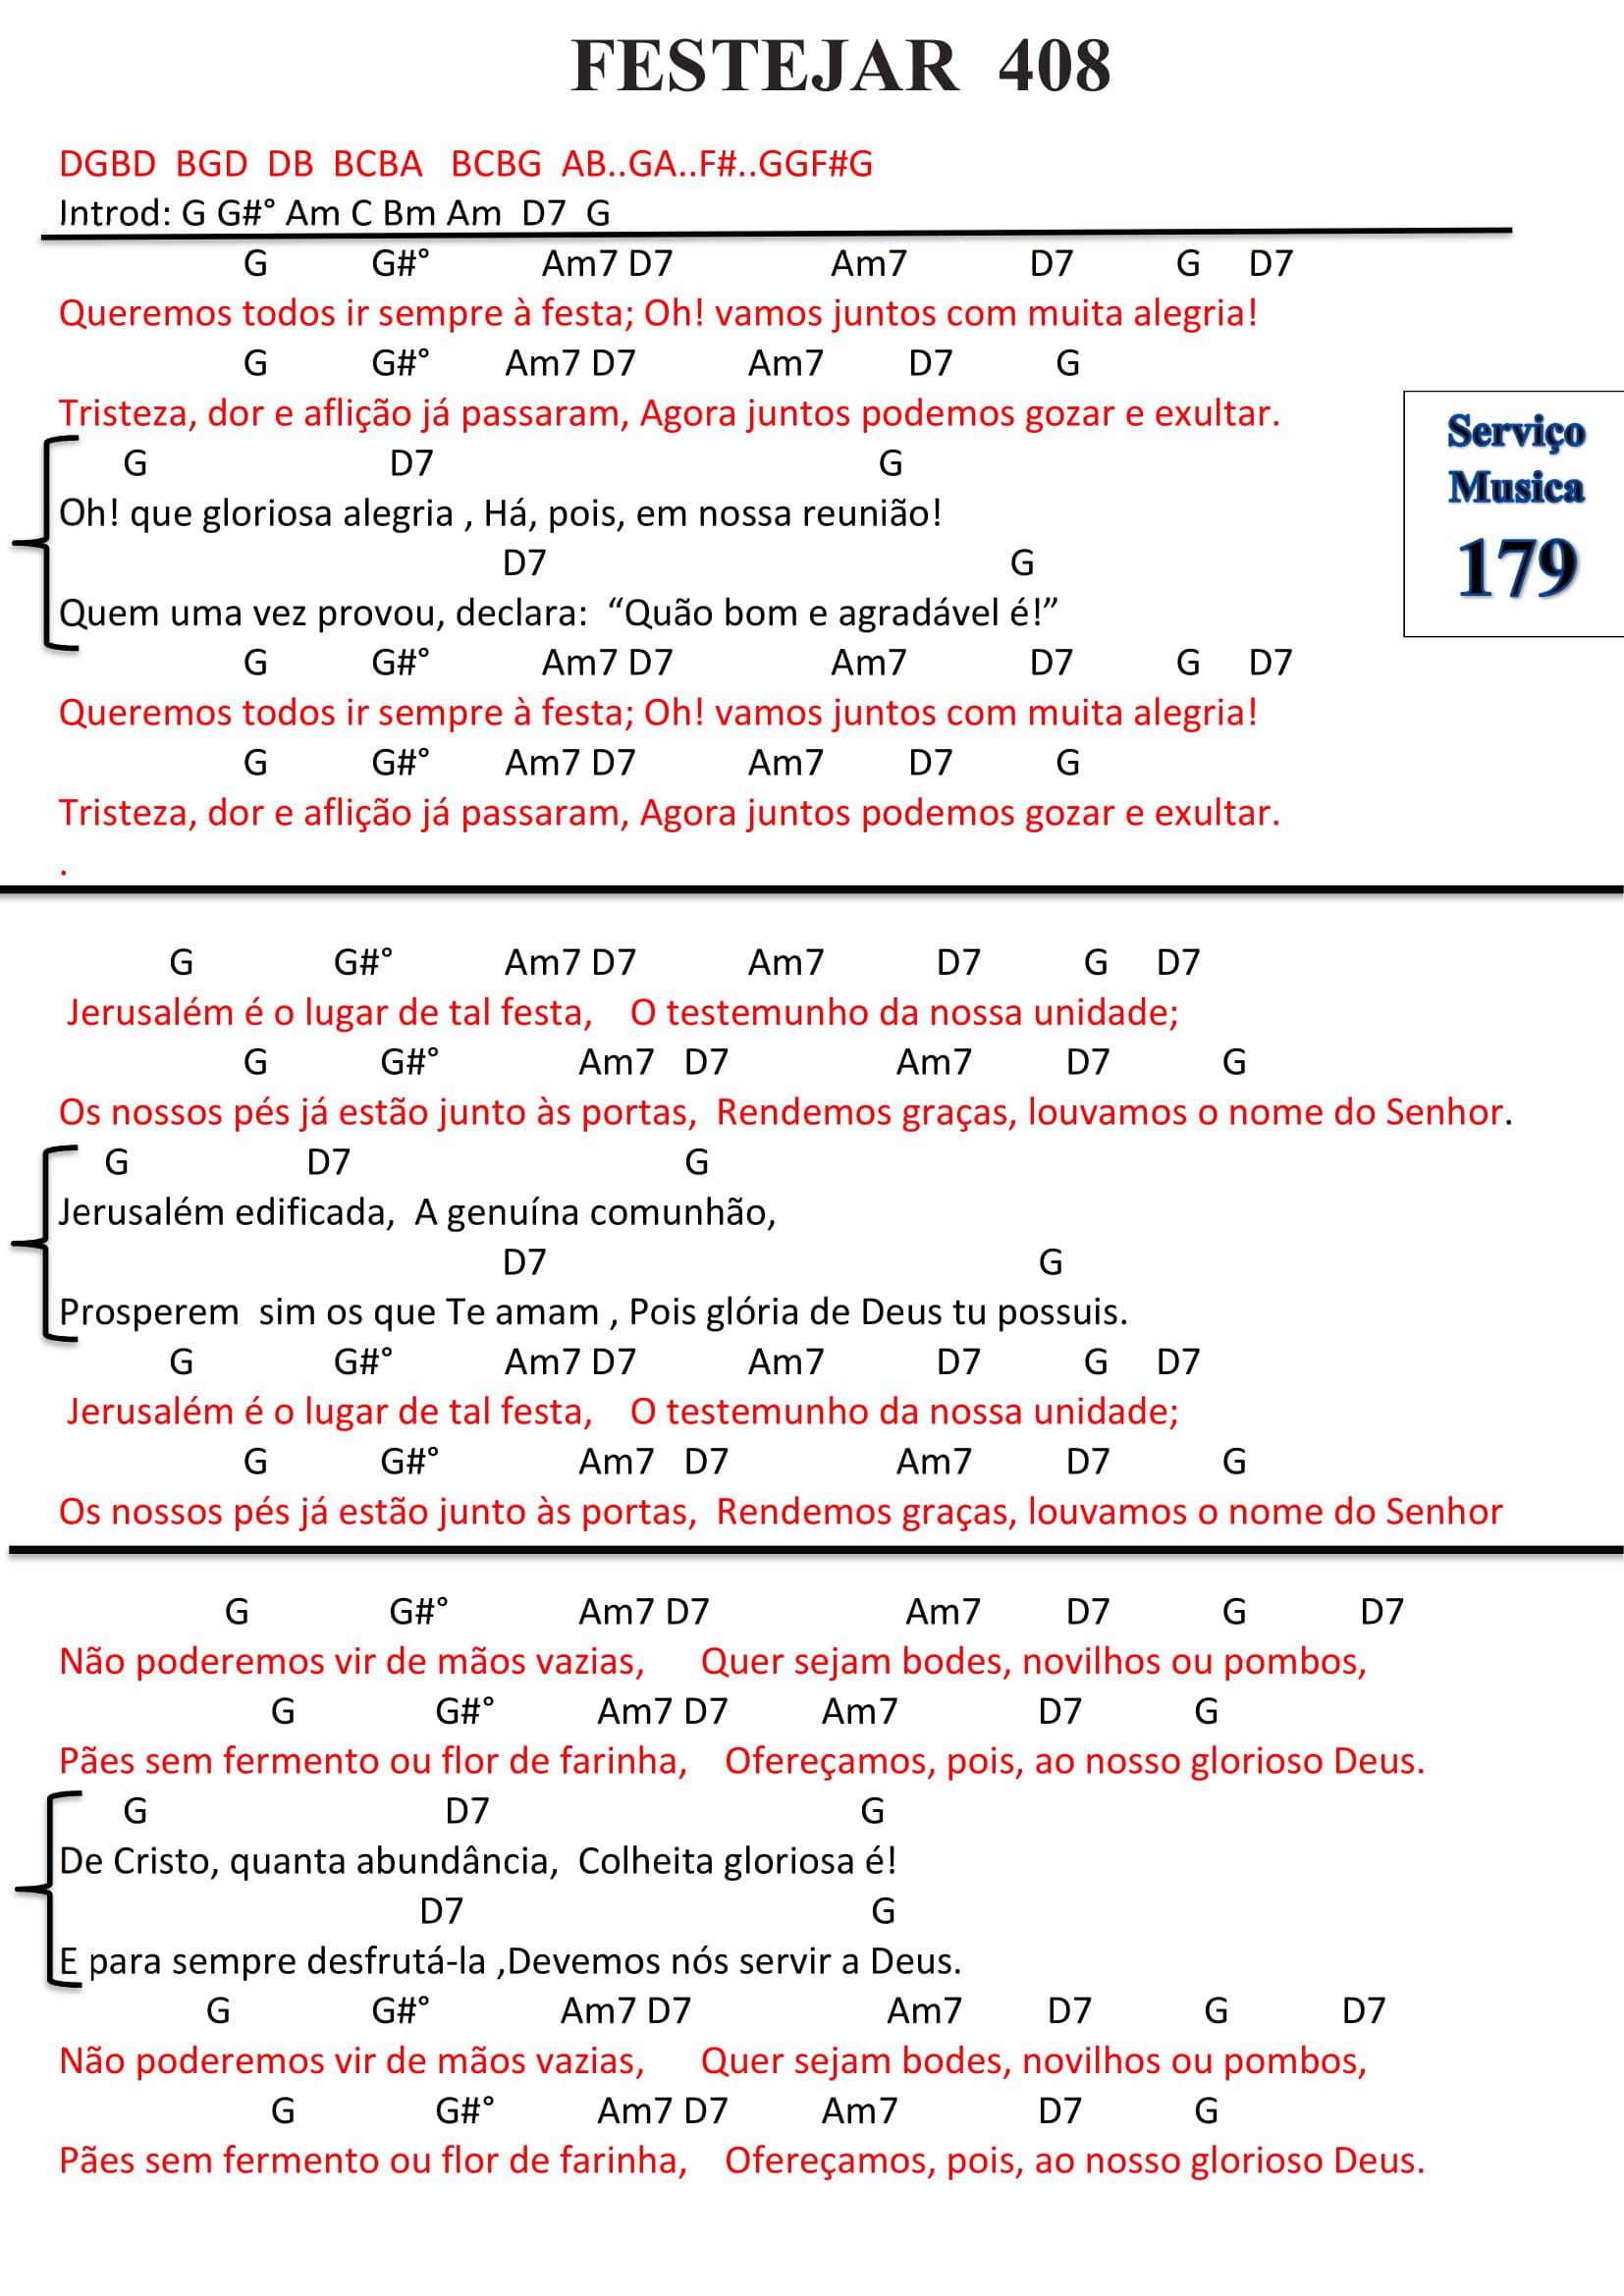 FESTEJAR 408
DGBD BGD DB BCBA BCBG AB..GA..F#..GGF#G
Introd: G G#° Am C Bm Am D7 G
G G#° Am7 D7 Am7 D7 G D7
Queremos todos ir sempre à festa; Oh! vamos juntos com muita alegria!
G G#° Am7 D7 Am7 D7 G
Tristeza, dor e aflição já passaram, Agora juntos podemos gozar e exultar.
G D7 G
Oh! que gloriosa alegria , Há, pois, em nossa reunião!
D7 G
Quem uma vez provou, declara: “Quão bom e agradável é!”
Serviço
Musica
179
G G#° Am7 D7 Am7 D7 G D7
Queremos todos ir sempre à festa; Oh! vamos juntos com muita alegria!
G G#° Am7 D7 Am7 D7 G
Tristeza, dor e aflição já passaram, Agora juntos podemos gozar e exultar.
.
G G#° Am7 D7 Am7 D7 G D7
Jerusalém é o lugar de tal festa, O testemunho da nossa unidade;
G G#° Am7 D7 Am7 D7 G
Os nossos pés já estão junto às portas, Rendemos graças, louvamos o nome do Senhor.
G D7 G
Jerusalém edificada, A genuína comunhão,
D7 G
Prosperem sim os que Te amam , Pois glória de Deus tu possuis.
G G#° Am7 D7 Am7 D7 G D7
Jerusalém é o lugar de tal festa, O testemunho da nossa unidade;
G G#° Am7 D7 Am7 D7 G
Os nossos pés já estão junto às portas, Rendemos graças, louvamos o nome do Senhor
G G#° Am7 D7 Am7 D7 G D7
Não poderemos vir de mãos vazias, Quer sejam bodes, novilhos ou pombos,
G G#° Am7 D7 Am7 D7 G
Pães sem fermento ou flor de farinha, Ofereçamos, pois, ao nosso glorioso Deus.
G D7 G
De Cristo, quanta abundância, Colheita gloriosa é!
D7 G
E para sempre desfrutá-la ,Devemos nós servir a Deus.
G G#° Am7 D7 Am7 D7 G D7
Não poderemos vir de mãos vazias, Quer sejam bodes, novilhos ou pombos,
G G#° Am7 D7 Am7 D7 G
Pães sem fermento ou flor de farinha, Ofereçamos, pois, ao nosso glorioso Deus.